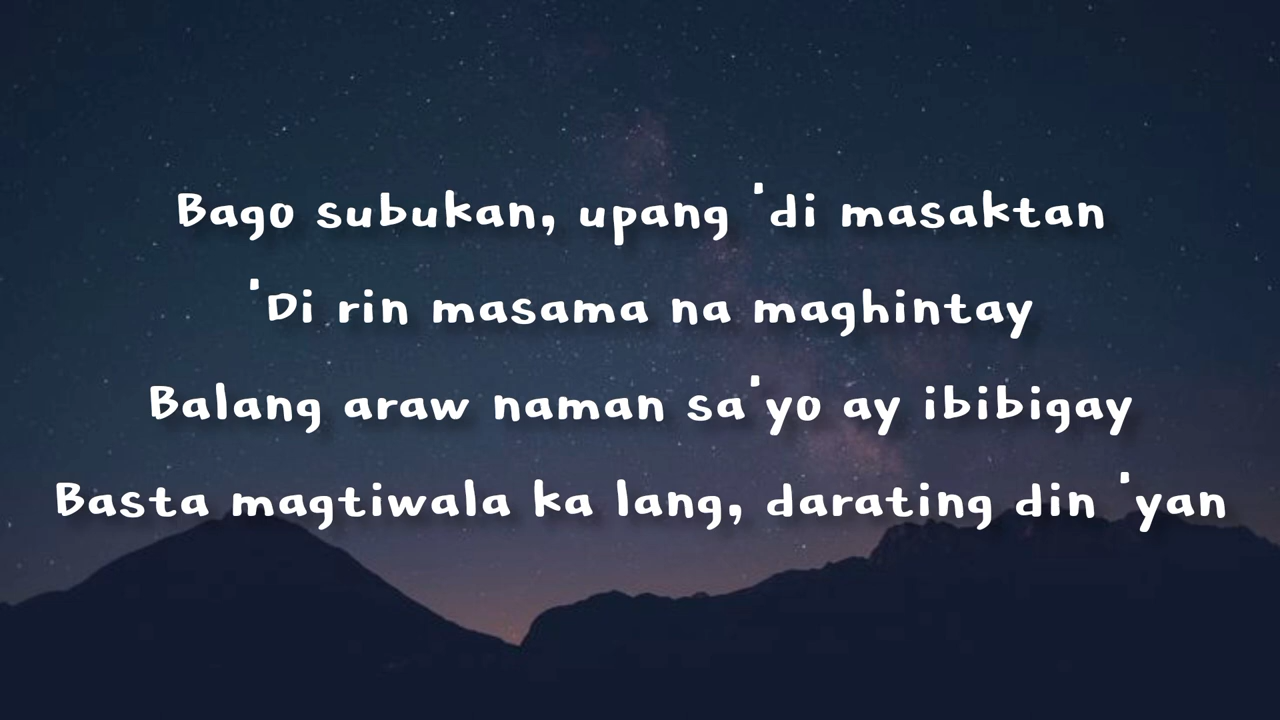 Bago subukan, upang 'di masaktan
'Di rin masama na maghintay
Balang araw naman sa'yo ay ibibigay
Basta magtiwala ka lang, darating din 'yan